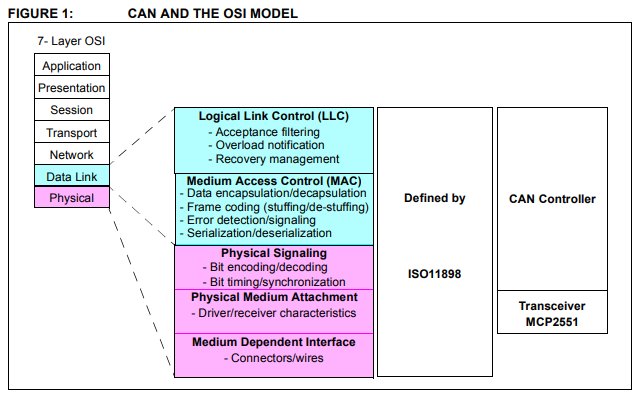 FIGURE 1: CAN AND THE OSI MODEL
7- Layer OSI
Application
Presentation
Session
Transport
Network
Data Link
Physical
Logical Link Control (LLC)
- Acceptance filtering
- Overload notification
- Recovery management
Medium Access Control (MAC)
- Data encapsulation/decapsulation
- Frame coding (stuffing/de-stuffing)
- Error detection/signaling
- Serialization/deserialization
Physical Signaling
- Bit encoding/decoding
- Bit timing/synchronization
Physical Medium Attachment
- Driver/receiver characteristics
Medium Dependent Interface
- Connectors/wires
Defined by
ISO11898
CAN Controller
Transceiver
MCP2551